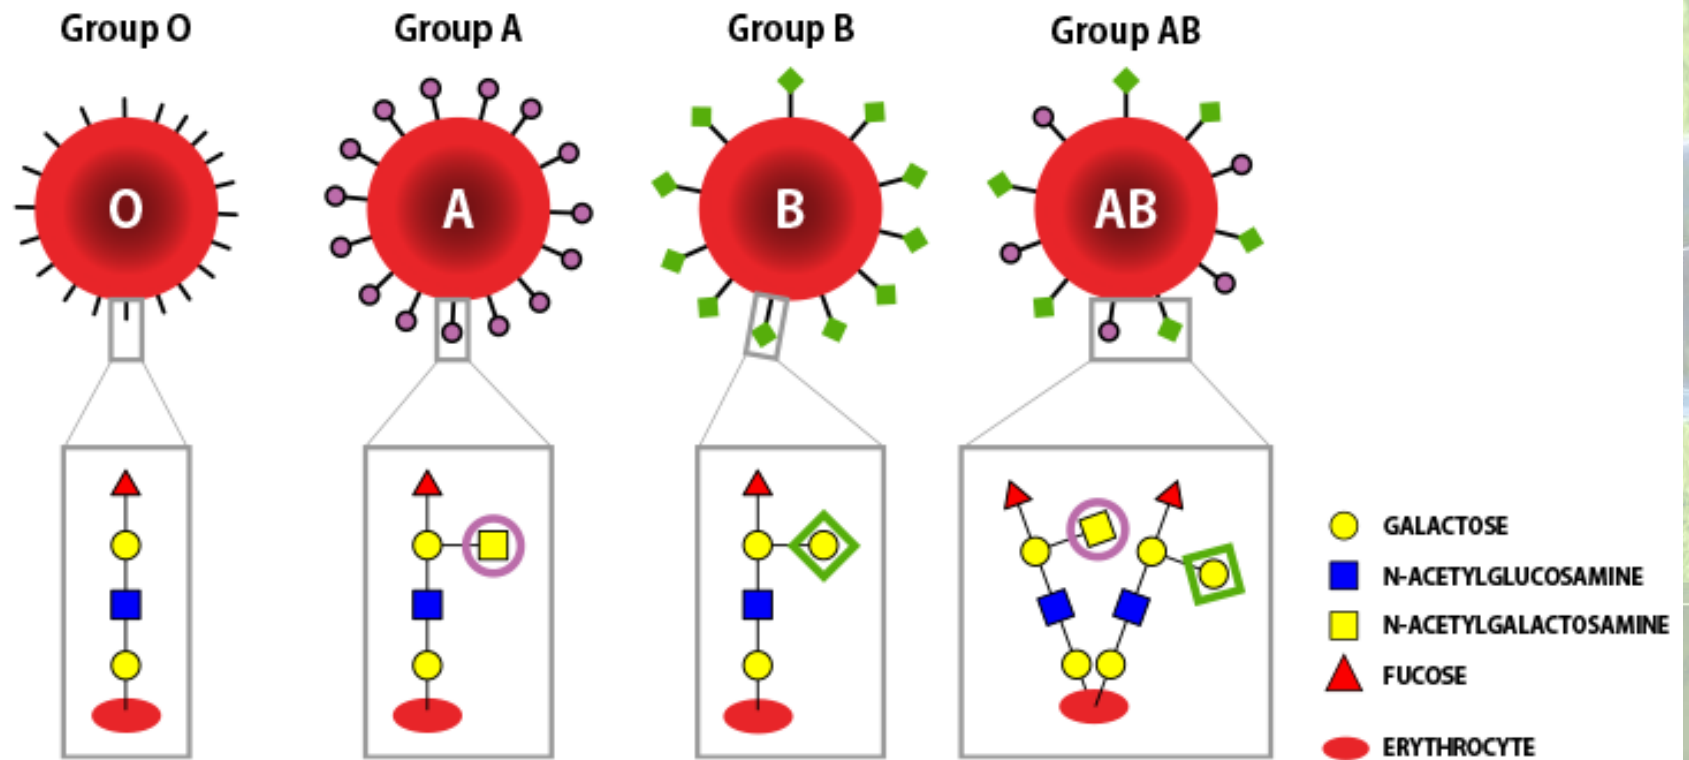 Group O
Group A
Group B
Group AB
O
A
B
AB
GALACTOSE
N-ACETYLGLUCOSAMINE
N-ACETYLGALACTOSAMINE
FUCOSE
ERYTHROCYTE